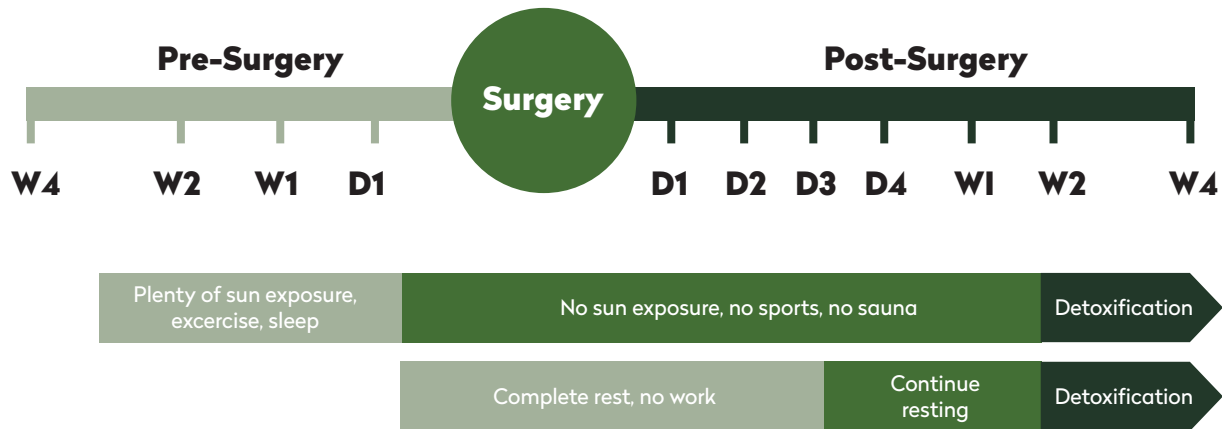 Pre-Surgery
Surgery
Post-Surgery
W4 W2 W1 D1 D1 D2 D3 D4 WI W2 W4
Plenty of sun exposure,
excercise, sleep
No sun exposure, no sports, no sauna
Detoxification
Complete rest, no work
Continue
resting
Detoxification